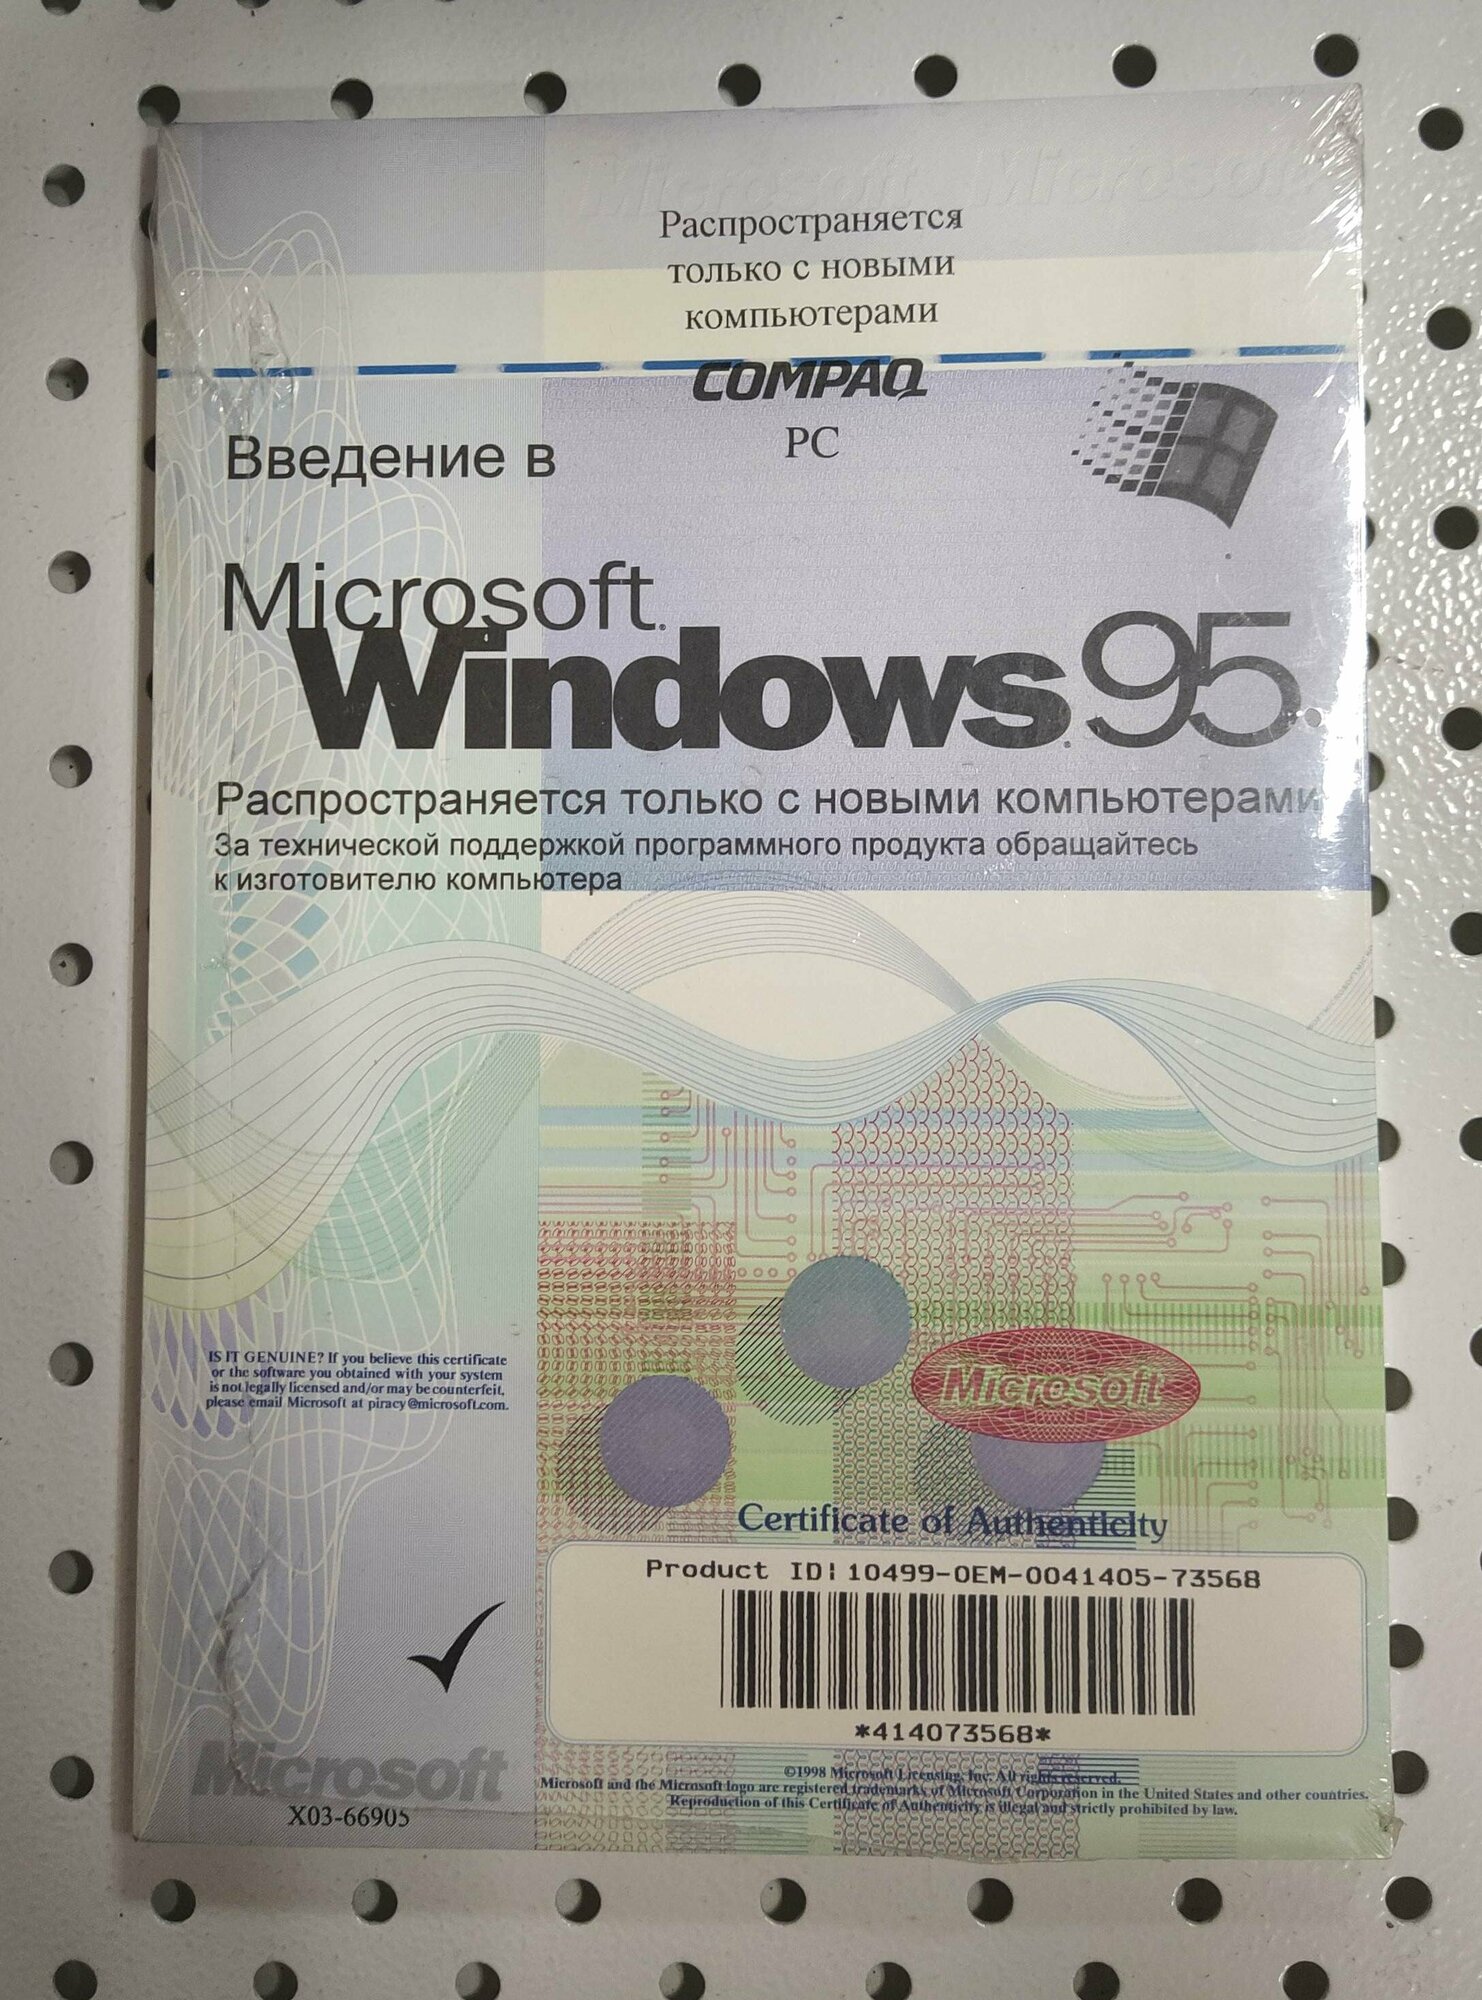 Распространяется
только с новыми
компьютерами
COMPAQ
PC
Введение в
Microsoft®
Windows®95
Распространяется только с новыми компьютерами
За технической поддержкой программного продукта обращайтесь
к изготовителю компьютера
IS IT GENUINE? If you believe this certificate
or the software you obtained with your system
is not legally licensed and/or may be counterfeit,
please email Microsoft at piracy@microsoft.com.
Microsoft
Certificate of Authenticity
Product ID: 10499-OEM-0041405-73568
*414073568*
Microsoft
©1998 Microsoft Licensing, Inc. All rights reserved.
Microsoft and the Microsoft logo are registered trademarks of Microsoft Corporation in the United States and other countries.
Reproduction of this Certificate of Authenticity is illegal and strictly prohibited by law.
X03-66905